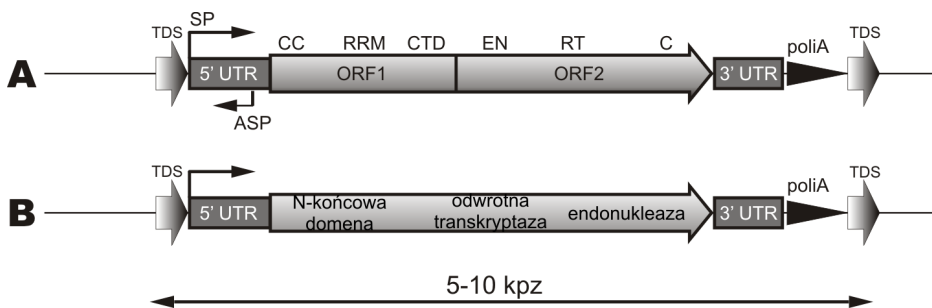 SP
TDS
CC RRM CTD EN RT C
poliA
TDS
A
5’ UTR
ORF1
ORF2
3’ UTR
ASP
TDS
poliA
TDS
B
5’ UTR
N-końcowa
domena
odwrotna
transkryptaza
endonukleaza
3’ UTR
5-10 kpz